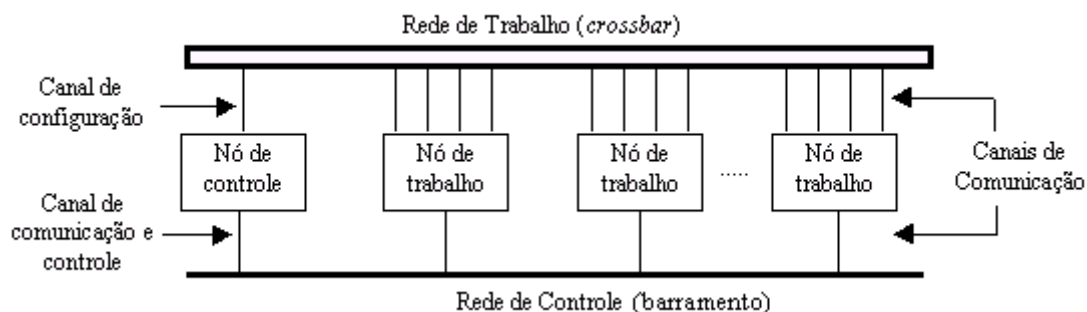 Rede de Trabalho (crossbar)
Canal de
configuração
Nó de
controle
Nó de
trabalho
Nó de
trabalho
.....
Nó de
trabalho
Canais de
Comunicação
Canal de
comunicação e
controle
Rede de Controle (barramento)